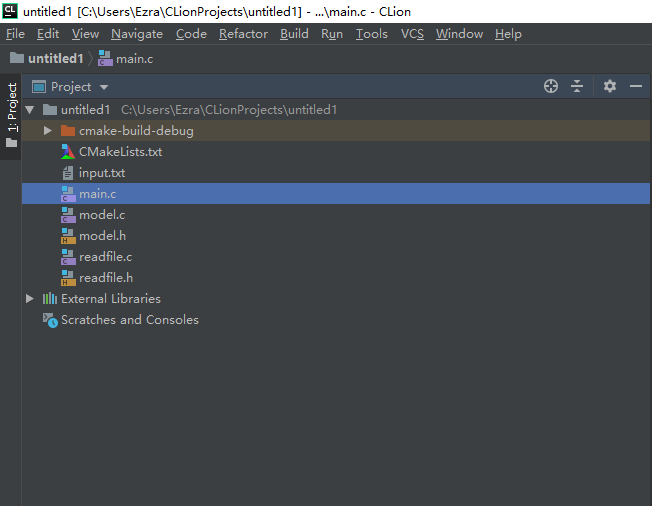 CL untitled1 [C:\Users\Ezra\CLionProjects\untitled1] - ...\main.c - CLion
File Edit View Navigate Code Refactor Build Run Tools VCS Window Help
untitled1 main.c
1: Project
Project
untitled1 C:\Users\Ezra\CLionProjects\untitled1
cmake-build-debug
CMakeLists.txt
input.txt
main.c
model.c
model.h
readfile.c
readfile.h
External Libraries
Scratches and Consoles